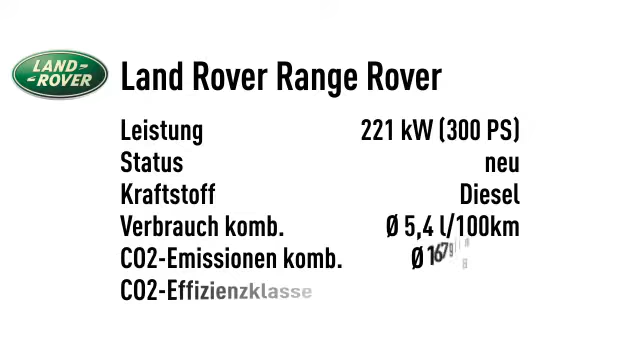 LAND-
-ROVER
Land Rover Range Rover
Leistung 221 kW (300 PS)
Status neu
Kraftstoff Diesel
Verbrauch komb. Ø 5,4 l/100km
CO2-Emissionen komb. Ø 167
CO2-Effizienzklasse